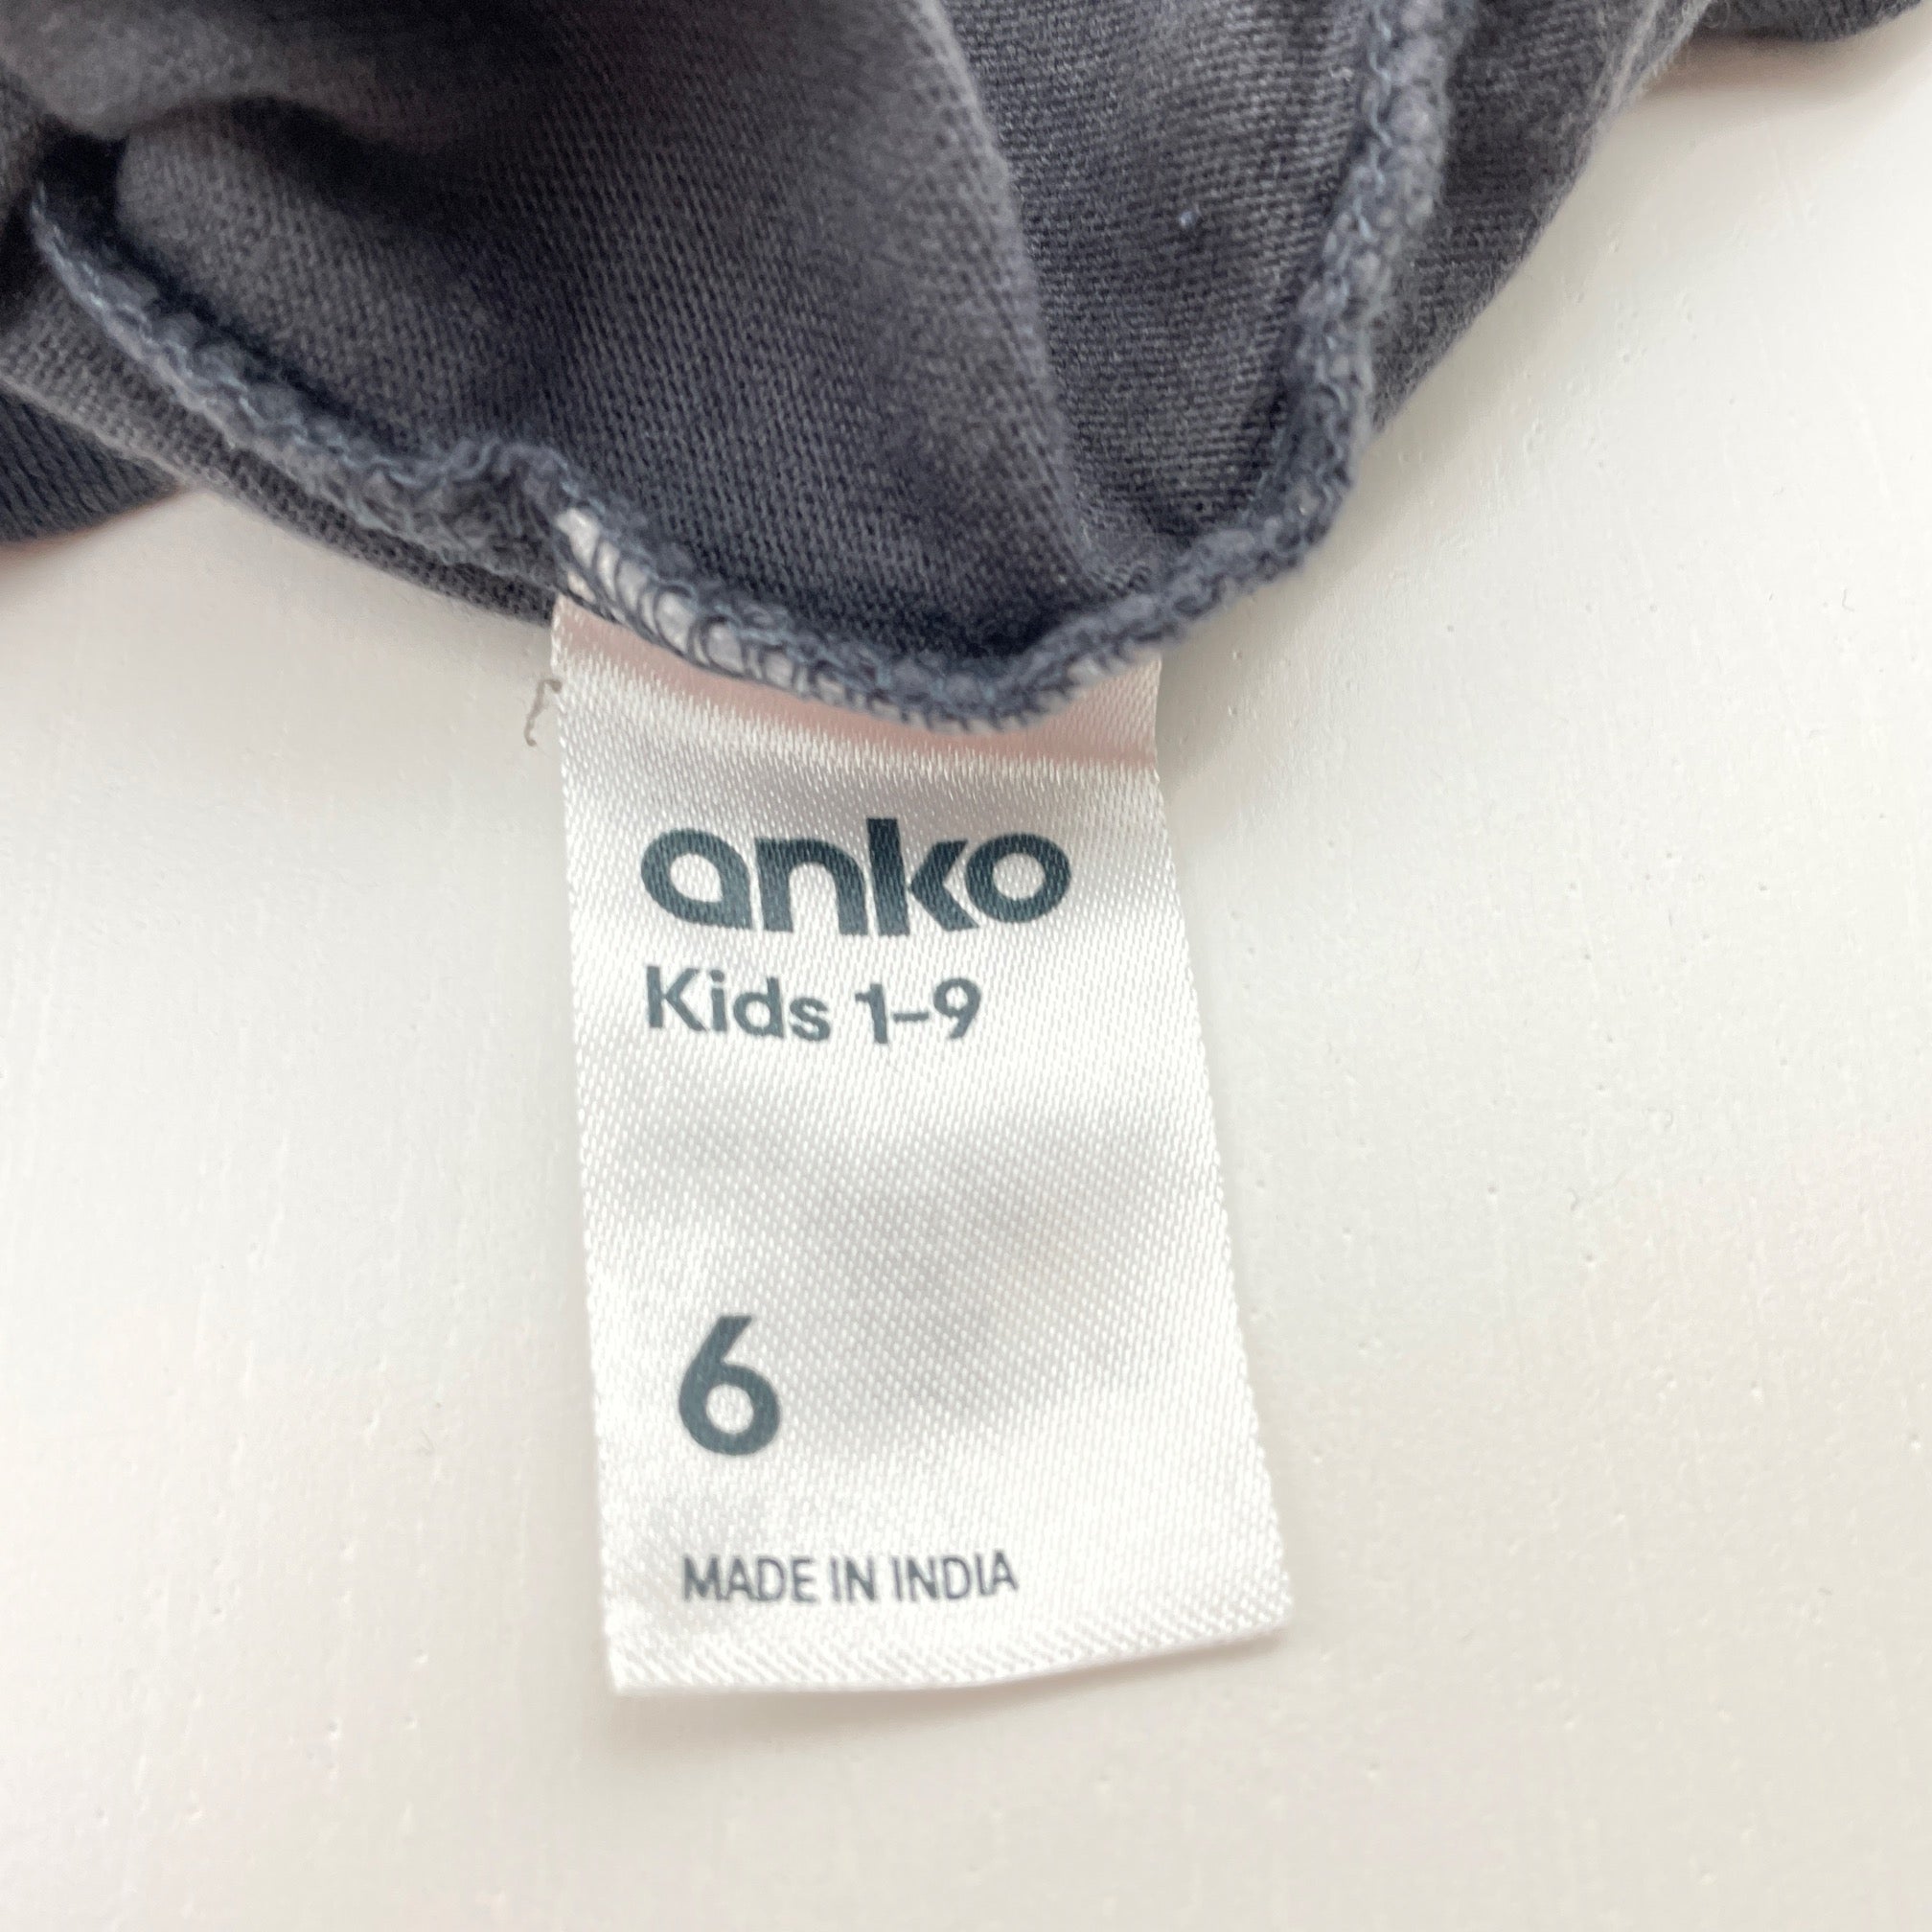 anko
Kids 1-9
6
MADE IN INDIA